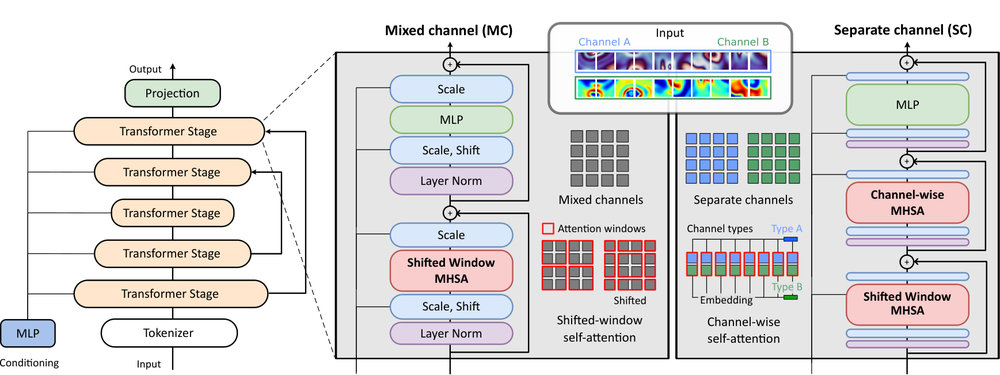 Output
Projection
Transformer Stage
Transformer Stage
Transformer Stage
Transformer Stage
Transformer Stage
MLP
Tokenizer
Conditioning
Input
Mixed channel (MC)
Scale
MLP
Scale, Shift
Layer Norm
Scale
Shifted Window
MHSA
Scale, Shift
Layer Norm
Mixed channels
Attention windows
Shifted
Shifted-window
self-attention
Input
Channel A
Channel B
Separate channel (SC)
Separate channels
Channel types
Type A
Type B
Embedding
Channel-wise
self-attention
MLP
Channel-wise
MHSA
Shifted Window
MHSA